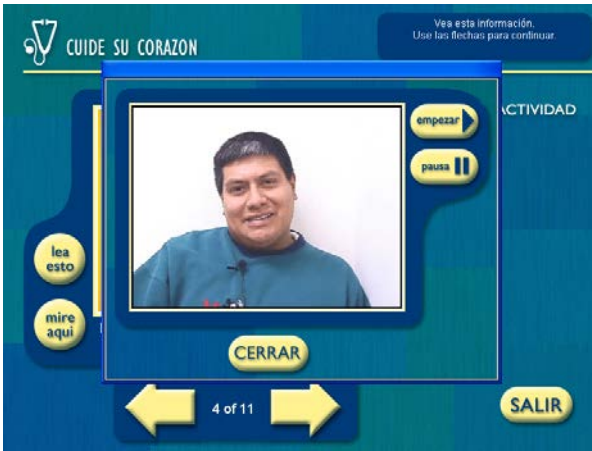 Vea esta información.
Use las flechas para continuar.
CUIDE SU CORAZON
ACTIVIDAD
empezar
pausa
lea
esto
mire
aqui
CERRAR
4 of 11
SALIR